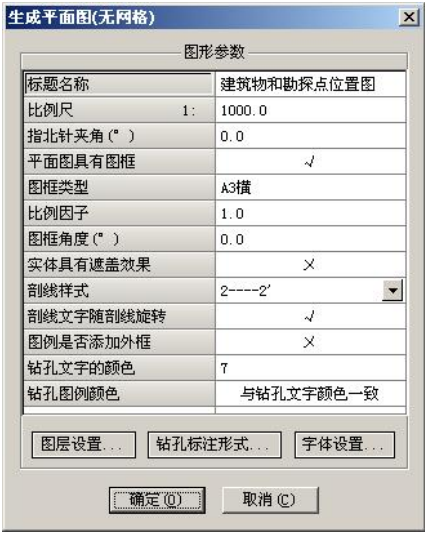 生成平面图(无网格)
图形参数
标题名称 建筑物和勘探点位置图
比例尺 1: 1000.0
指北针夹角(° ) 0.0
平面图具有图框 √
图框类型 A3横
比例因子 1.0
图框角度(° ) 0.0
实体具有遮盖效果 ×
剖线样式 2----2'
剖线文字随剖线旋转 √
图例是否添加外框 ×
钻孔文字的颜色 7
钻孔图例颜色 与钻孔文字颜色一致
图层设置... 钻孔标注形式... 字体设置...
确定(O) 取消(C)